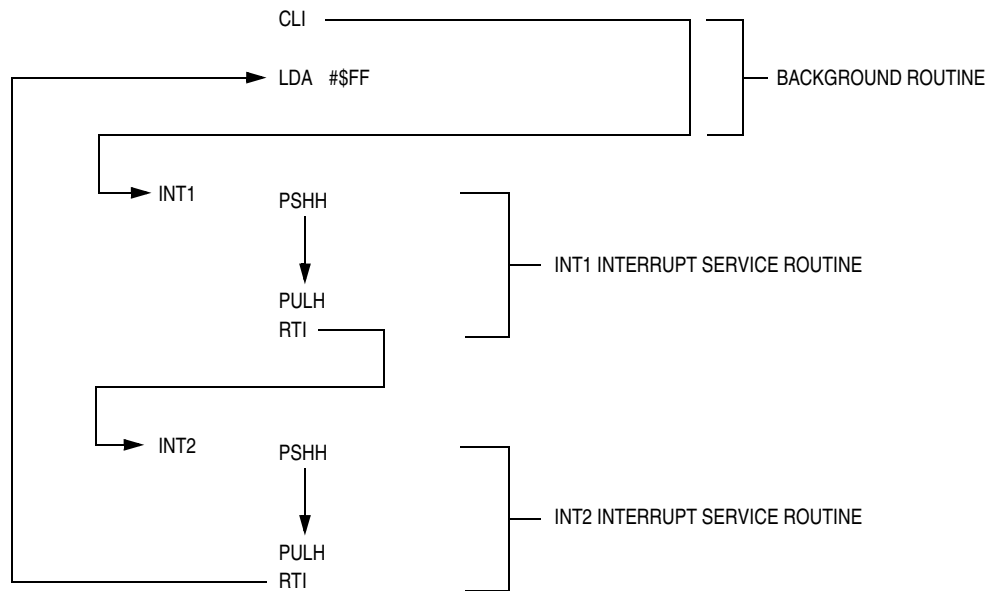 CLI
LDA #$FF
BACKGROUND ROUTINE
INT1
PSHH
INT1 INTERRUPT SERVICE ROUTINE
PULH
RTI
INT2
PSHH
INT2 INTERRUPT SERVICE ROUTINE
PULH
RTI